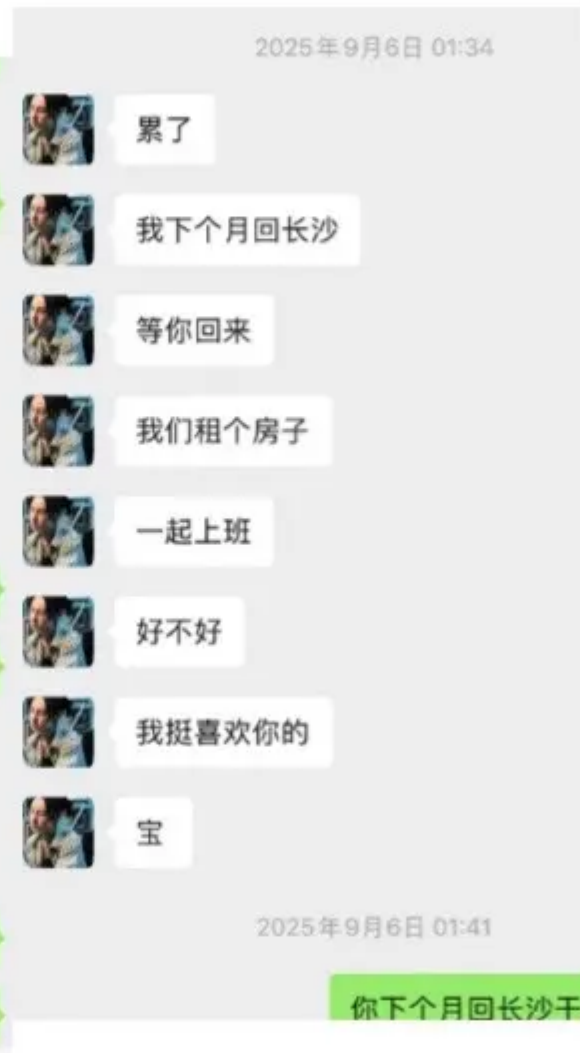 2025年9月6日 01:34
累了
我下个月回长沙
等你回来
我们租个房子
一起上班
好不好
我挺喜欢你的
宝
2025年9月6日 01:41
你下个月回长沙干